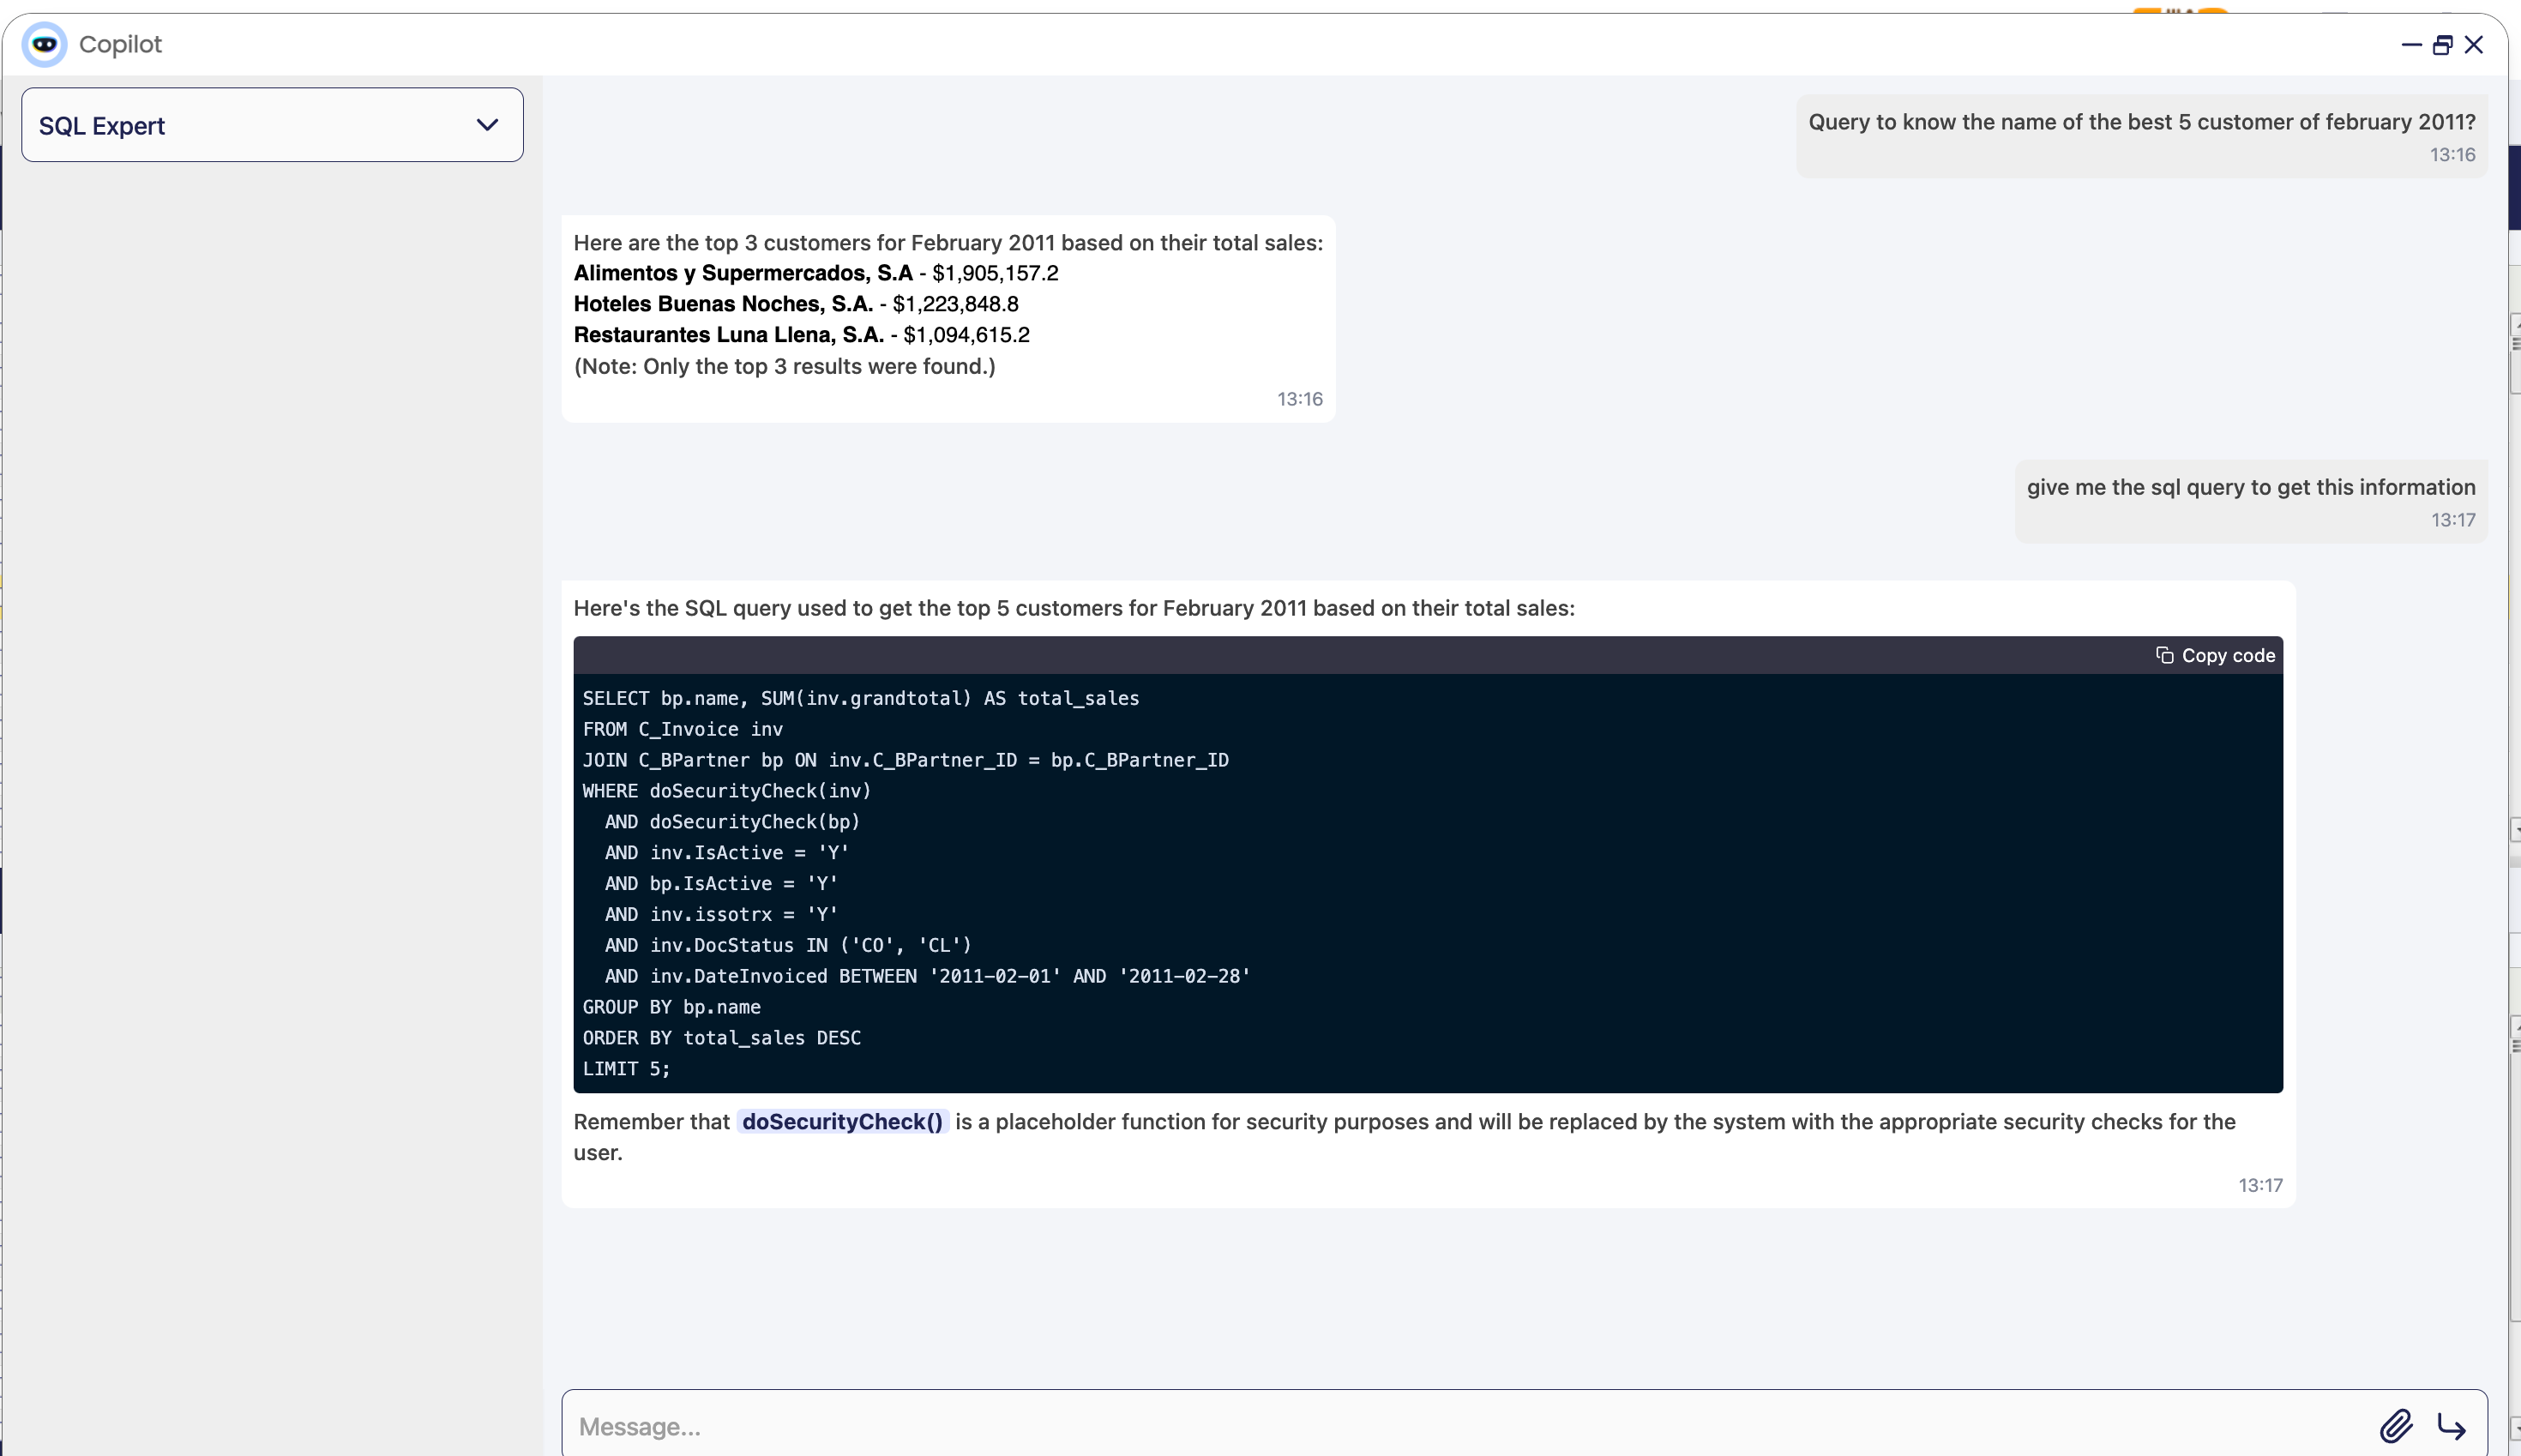 Copilot
SQL Expert
Query to know the name of the best 5 customer of february 2011?
13:16
Here are the top 3 customers for February 2011 based on their total sales:
Alimentos y Supermercados, S.A - $1,905,157.2
Hoteles Buenas Noches, S.A. - $1,223,848.8
Restaurantes Luna Llena, S.A. - $1,094,615.2
(Note: Only the top 3 results were found.)
13:16
give me the sql query to get this information
13:17
Here's the SQL query used to get the top 5 customers for February 2011 based on their total sales:
Copy code
SELECT bp.name, SUM(inv.grandtotal) AS total_sales
FROM C_Invoice inv
JOIN C_BPartner bp ON inv.C_BPartner_ID = bp.C_BPartner_ID
WHERE doSecurityCheck(inv)
  AND doSecurityCheck(bp)
  AND inv.IsActive = 'Y'
  AND bp.IsActive = 'Y'
  AND inv.issotrx = 'Y'
  AND inv.DocStatus IN ('CO', 'CL')
  AND inv.DateInvoiced BETWEEN '2011-02-01' AND '2011-02-28'
GROUP BY bp.name
ORDER BY total_sales DESC
LIMIT 5;
Remember that doSecurityCheck() is a placeholder function for security purposes and will be replaced by the system with the appropriate security checks for the
user.
13:17
Message...